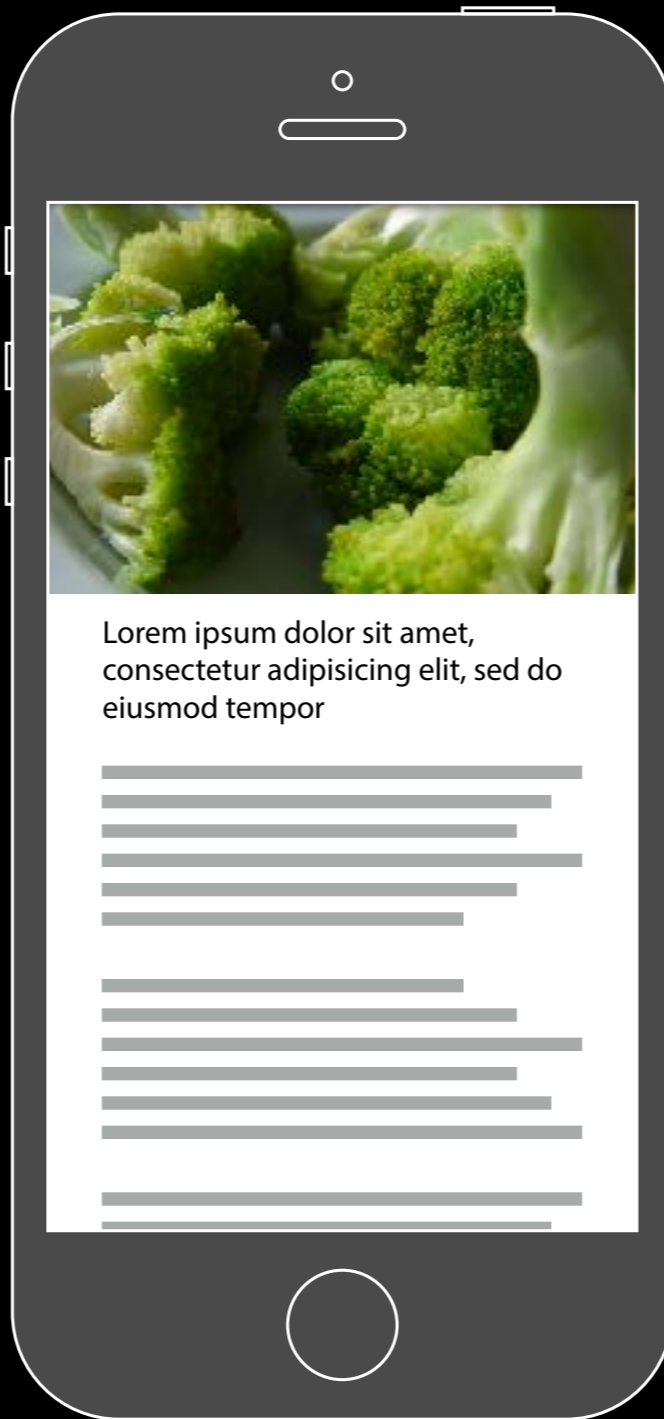 Lorem ipsum dolor sit amet,
consectetur adipisicing elit, sed do
eiusmod tempor